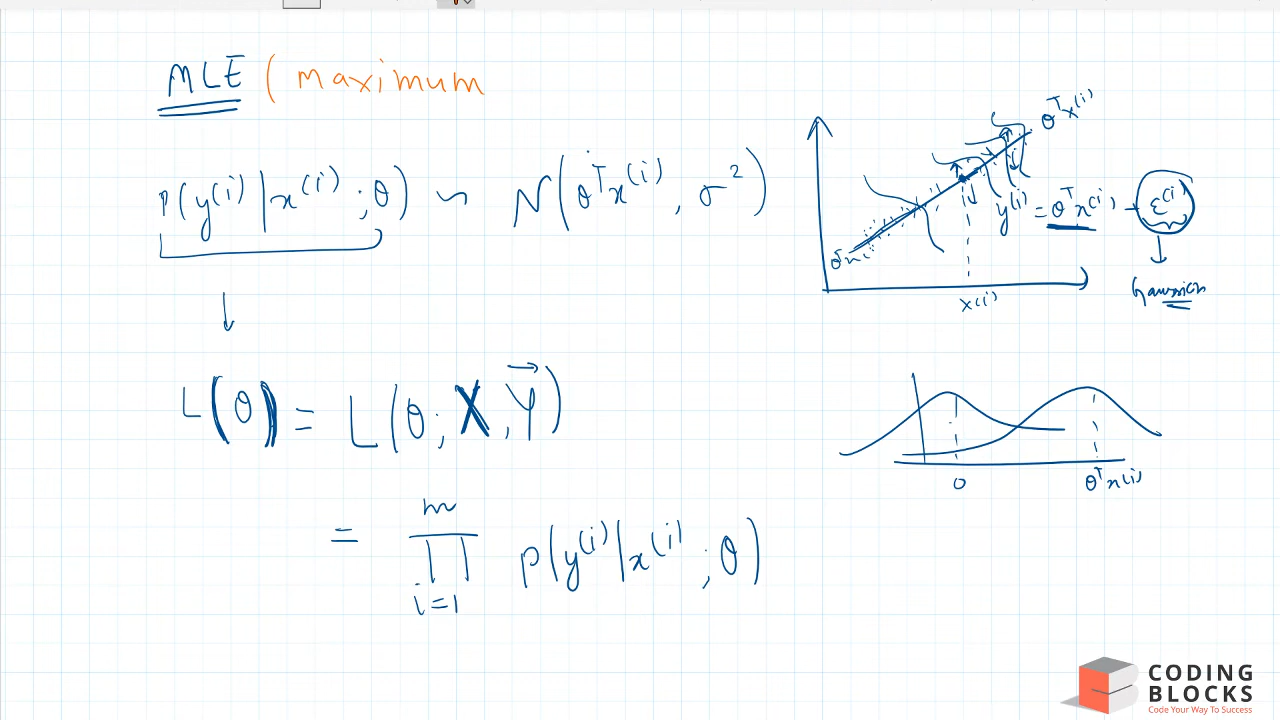 MLE ( maximum
P(y⁽ⁱ⁾ | x⁽ⁱ⁾ ; θ) ~ N(θᵀx⁽ⁱ⁾, σ²)
L(θ) = L(θ; X, Y⃗)
= ∏ᵢ₌₁ᵐ P(y⁽ⁱ⁾ | x⁽ⁱ⁾ ; θ)
θᵀx⁽ⁱ⁾
y⁽ⁱ⁾ = θᵀx⁽ⁱ⁾ + ε⁽ⁱ⁾
x⁽ⁱ⁾
Gaussian
0 θᵀx⁽ⁱ⁾
CODING
BLOCKS
Code Your Way To Success